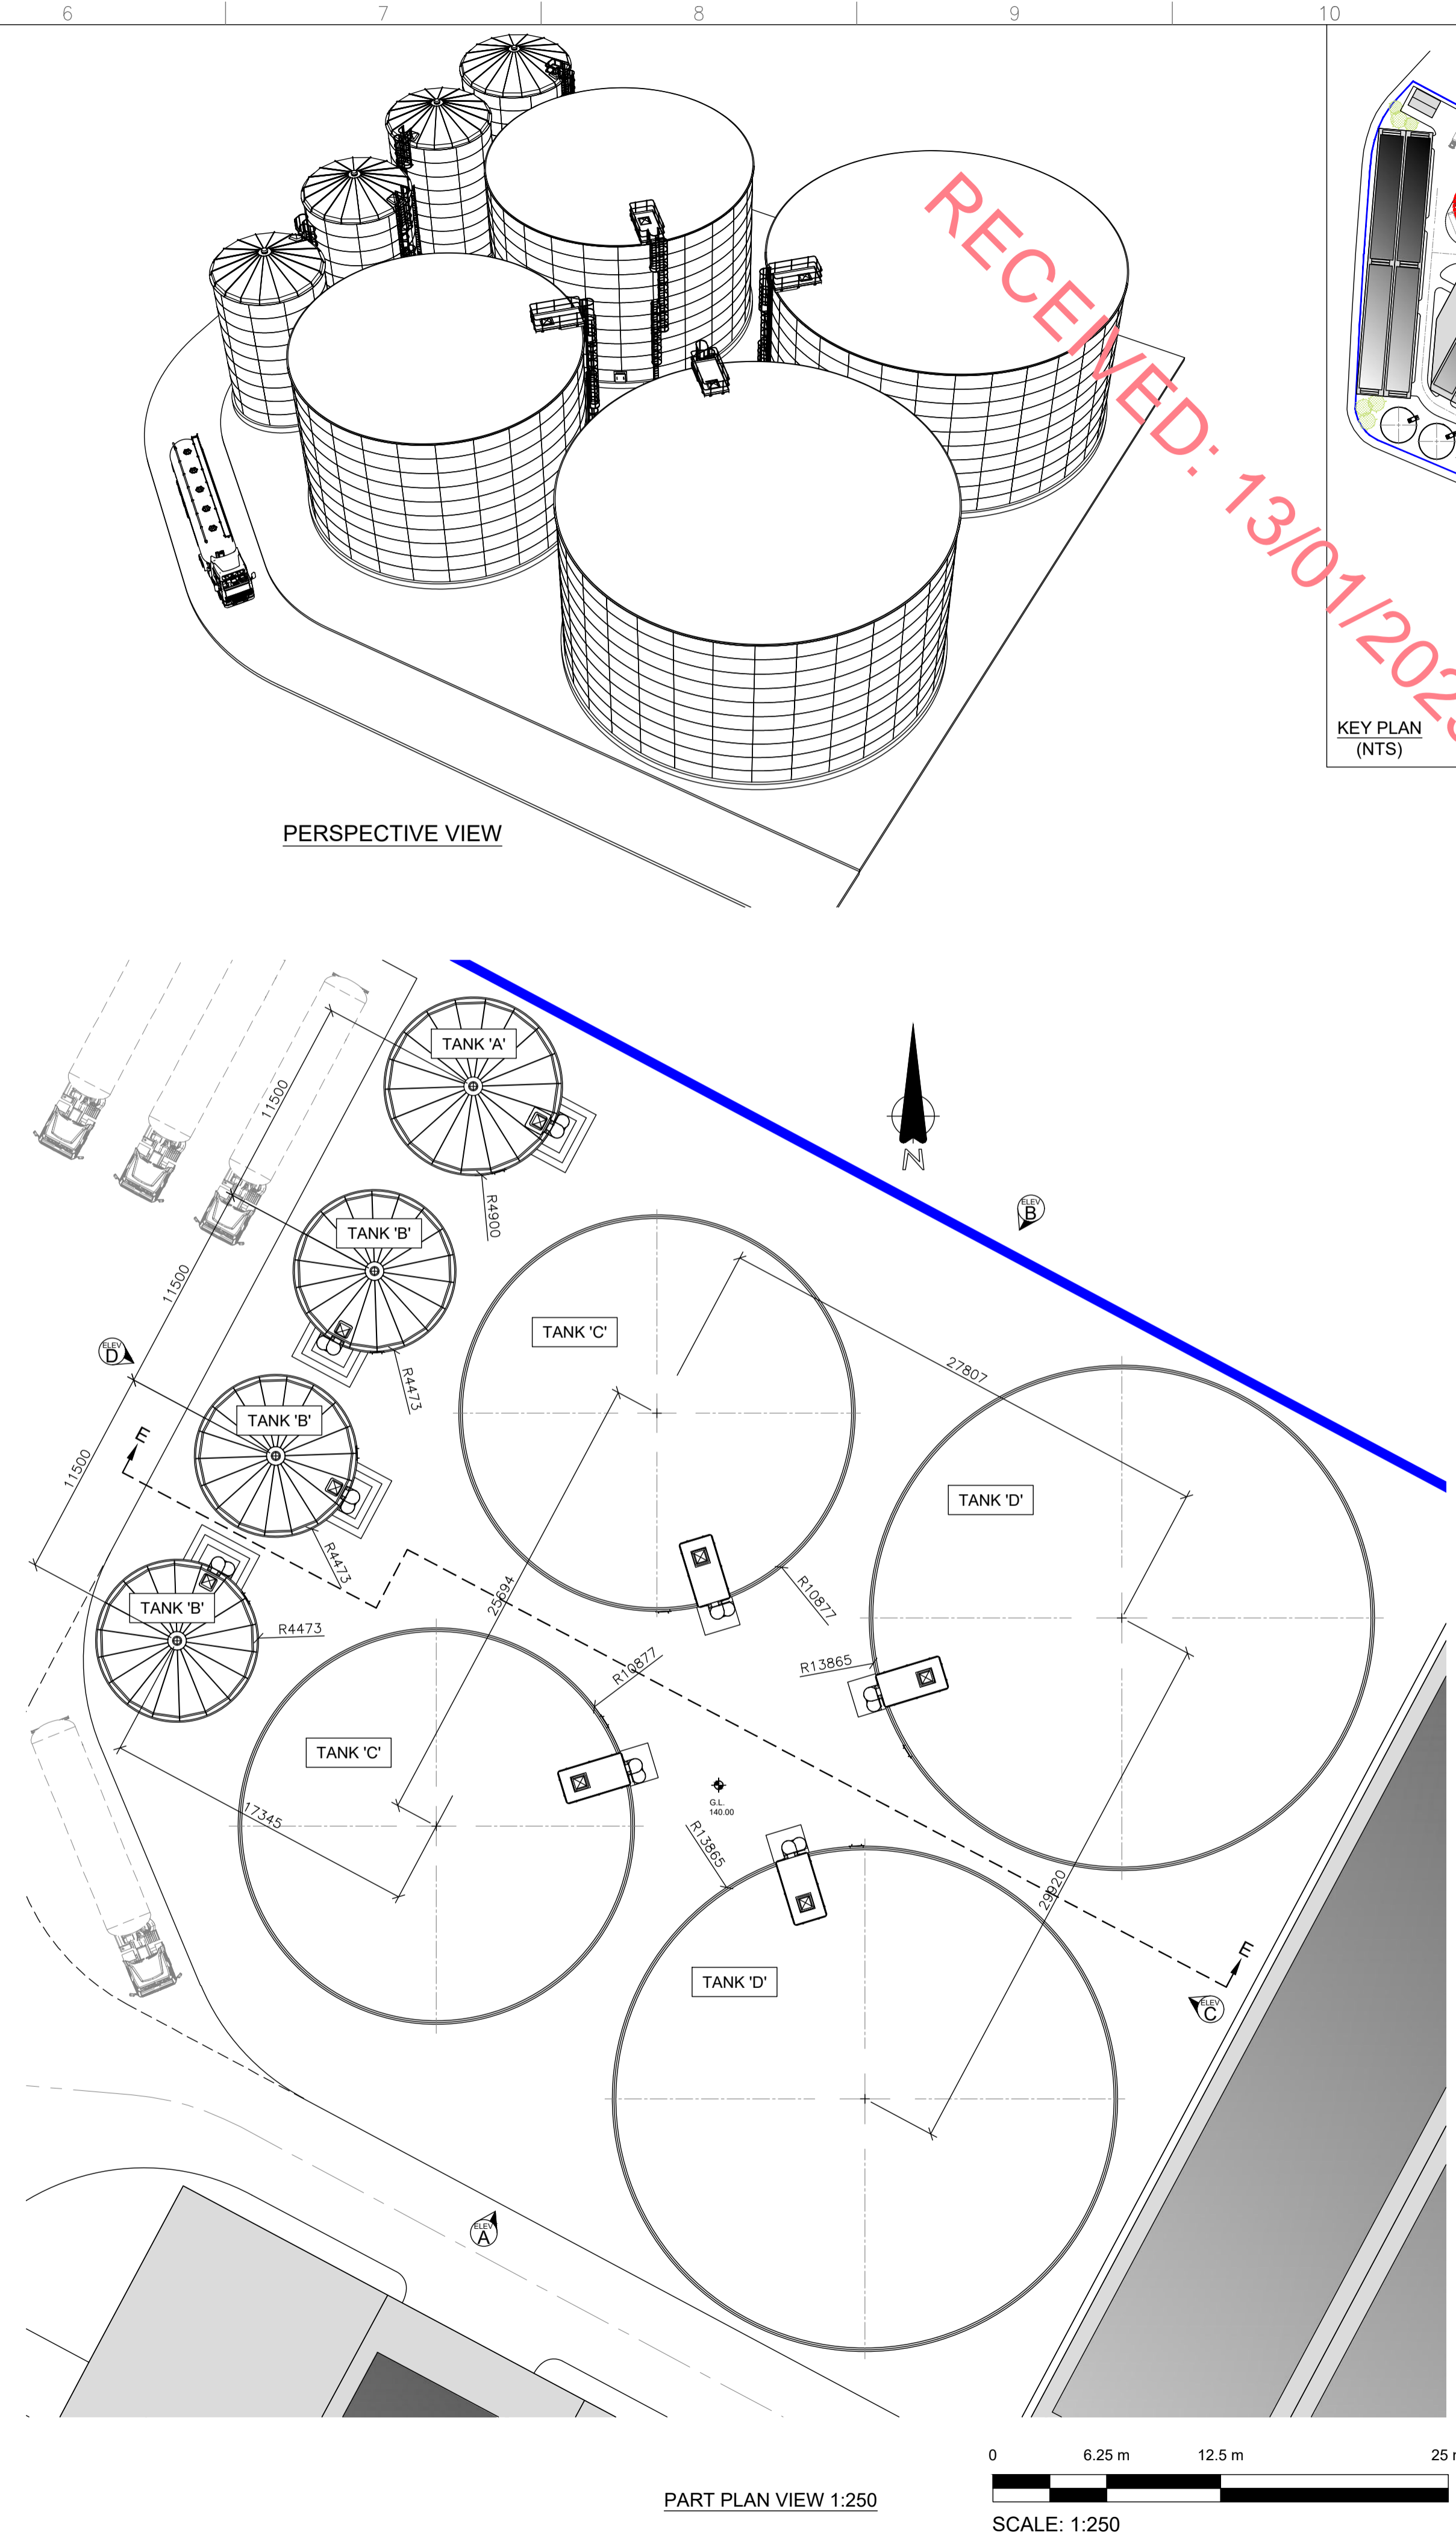 6 7 8 9 10
RECEIVED: 13/01/202
KEY PLAN
(NTS)
PERSPECTIVE VIEW
TANK 'A'
11500
R4900
TANK 'B'
11500
ELEV
B
N
R4473
TANK 'C'
27807
ELEV
D
TANK 'B'
E
11500
TANK 'D'
R4473
25694
R10877
TANK 'B'
R4473
R10877
R13865
TANK 'C'
17345
G.L.
140.00
R13865
29920
E
TANK 'D'
ELEV
C
ELEV
A
0 6.25 m 12.5 m 25
PART PLAN VIEW 1:250
SCALE: 1:250